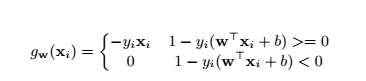 g_w(x_i) = { −y_i x_i   1 − y_i(w^⊤ x_i + b) >= 0
0   1 − y_i(w^⊤ x_i + b) < 0